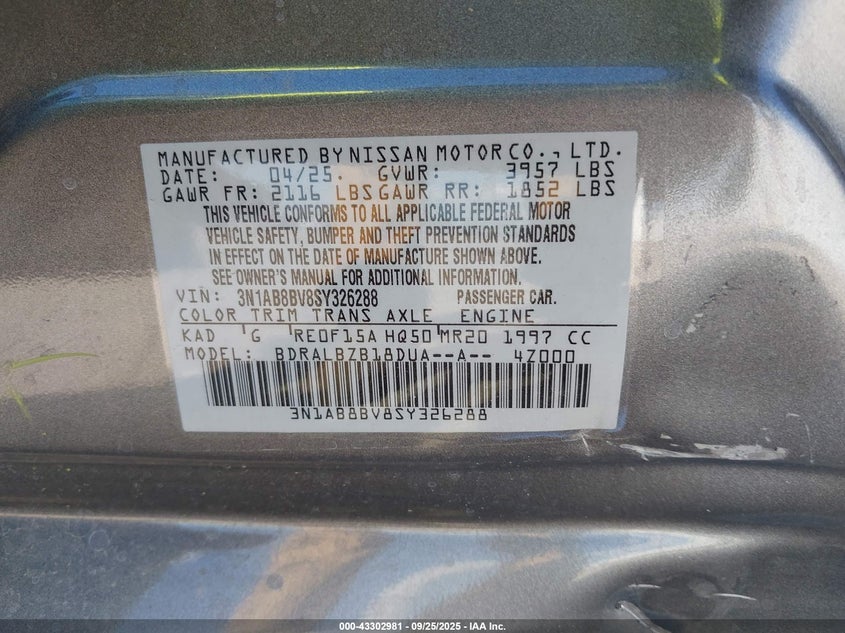 MANUFACTURED BY NISSAN MOTOR CO., LTD.
DATE: 04/25. GVWR: 3957 LBS
GAWR FR: 2116 LBS GAWR RR: 1852 LBS
THIS VEHICLE CONFORMS TO ALL APPLICABLE FEDERAL MOTOR
VEHICLE SAFETY, BUMPER AND THEFT PREVENTION STANDARDS
IN EFFECT ON THE DATE OF MANUFACTURE SHOWN ABOVE.
SEE OWNER'S MANUAL FOR ADDITIONAL INFORMATION.
VIN: 3N1AB8BV8SY326288 PASSENGER CAR.
COLOR TRIM TRANS AXLE ENGINE
KAD G RE0F15A HQ50 MR20 1997 CC
MODEL: BDRALBZB18DUA--A-- 4Z000
3N1AB8BV8SY326288
000-43302981 - 09/25/2025 - IAA Inc.